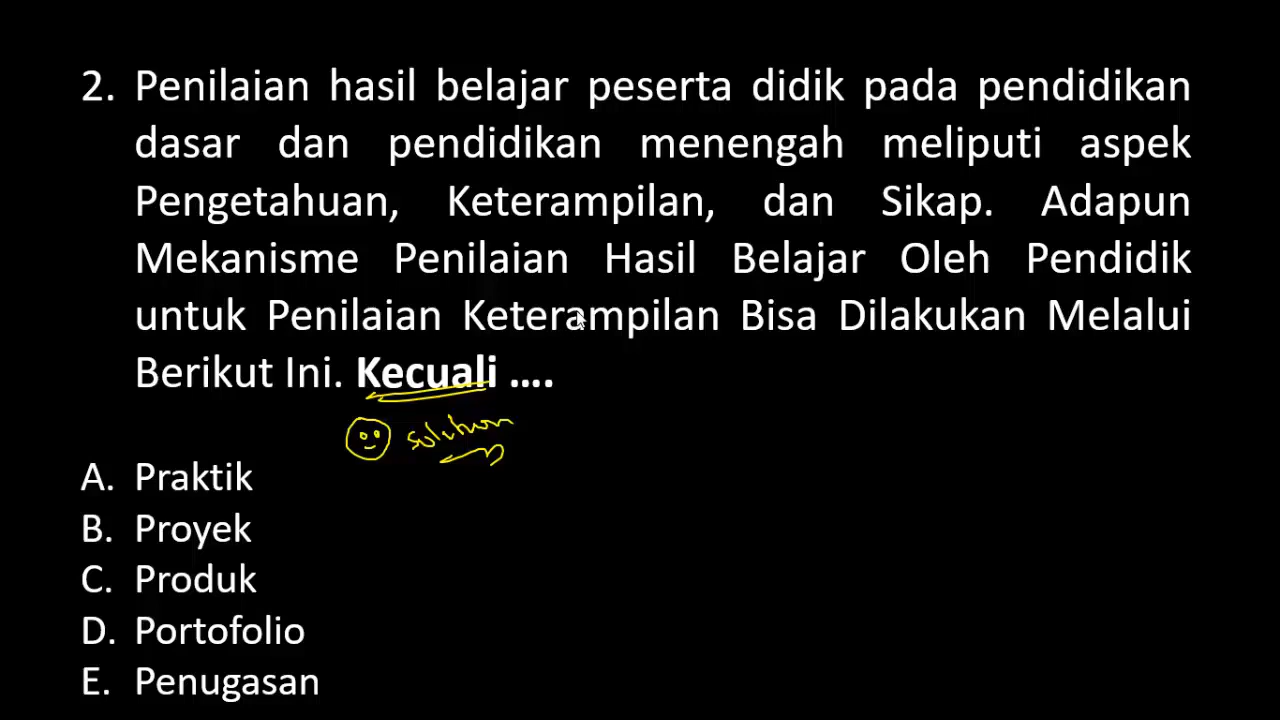 2. Penilaian hasil belajar peserta didik pada pendidikan
dasar dan pendidikan menengah meliputi aspek
Pengetahuan, Keterampilan, dan Sikap. Adapun
Mekanisme Penilaian Hasil Belajar Oleh Pendidik
untuk Penilaian Keterampilan Bisa Dilakukan Melalui
Berikut Ini. Kecuali ....
A. Praktik
B. Proyek
C. Produk
D. Portofolio
E. Penugasan